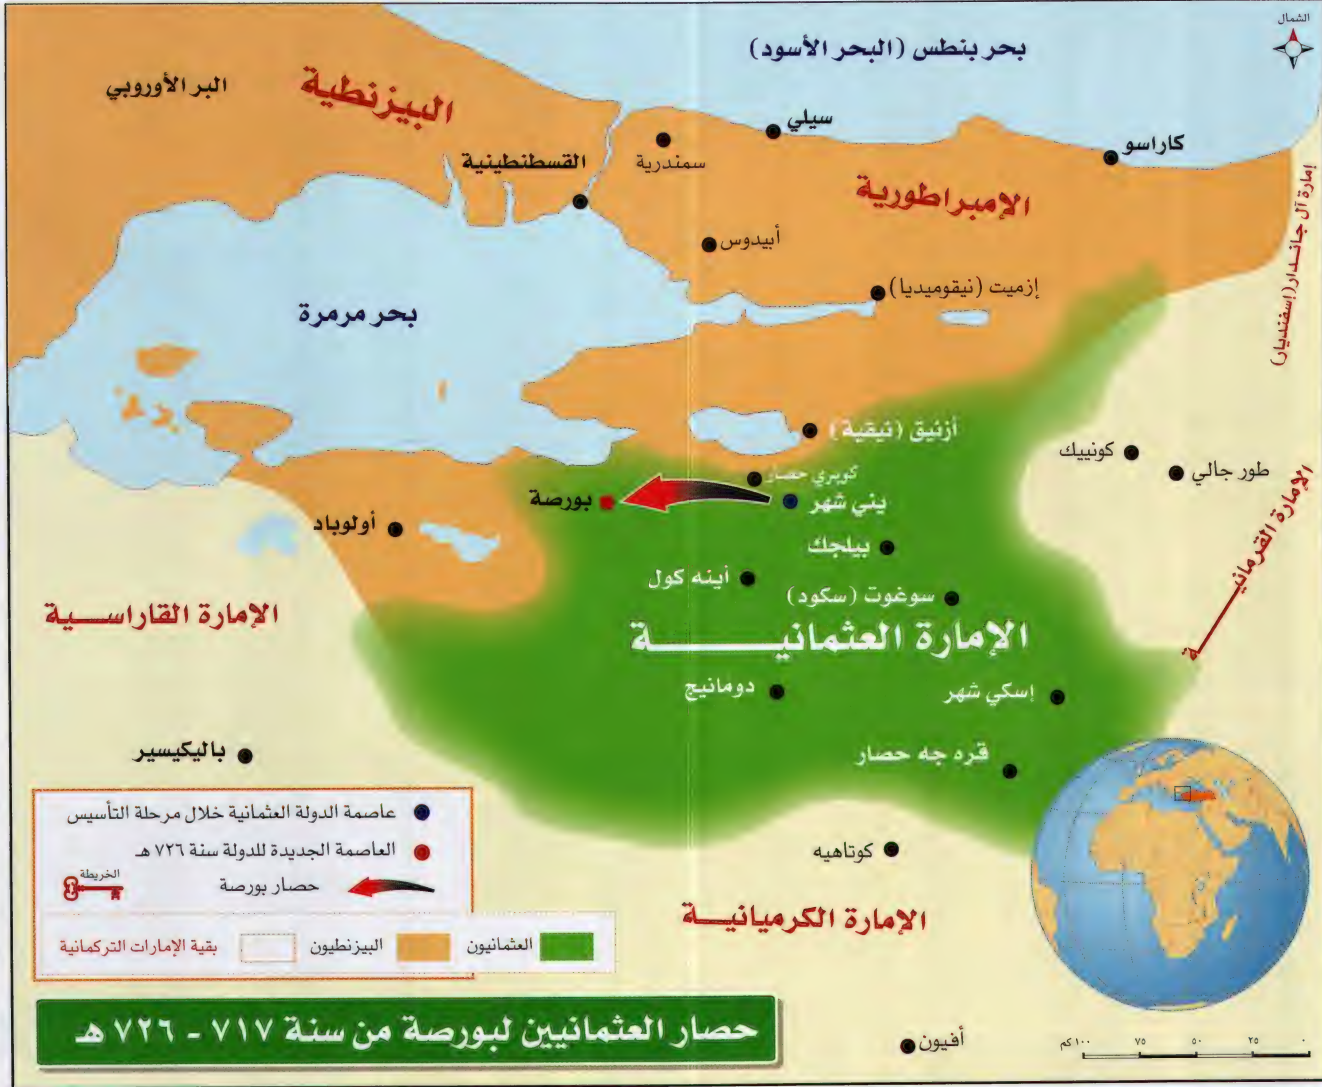 الشمال
بحر بنطس (البحر الأسود)
البر الأوروبي
البيزنطية
سيلي
كاراسو
سمندرية
القسطنطينية
الإمبراطورية
إمارة آل جاندار (إسفنديار)
أبيدوس
إزميت (نيقوميديا)
بحر مرمرة
أزنيق (نيقية)
كونييك
طور جالي
كوبري حصار
يني شهر
بورصة
أولوباد
بيلجك
أينه كول
سوغوت (سكود)
الإمارة القرمانيــــة
الإمارة القاراسـية
الإمارة العثمانيــــة
دومانيج
إسكي شهر
قره جه حصار
باليكيسير
عاصمة الدولة العثمانية خلال مرحلة التأسيس
العاصمة الجديدة للدولة سنة ٧٢٦ هـ
حصار بورصة
الخريطة
العثمانيون
البيزنطيون
بقية الإمارات التركمانية
كوتاهيه
الإمارة الكرميانيـــة
حصار العثمانيين لبورصة من سنة ٧١٧ - ٧٢٦ هـ
أفيون
٠ ٢٥ ٥٠ ٧٥ ١٠٠ كم